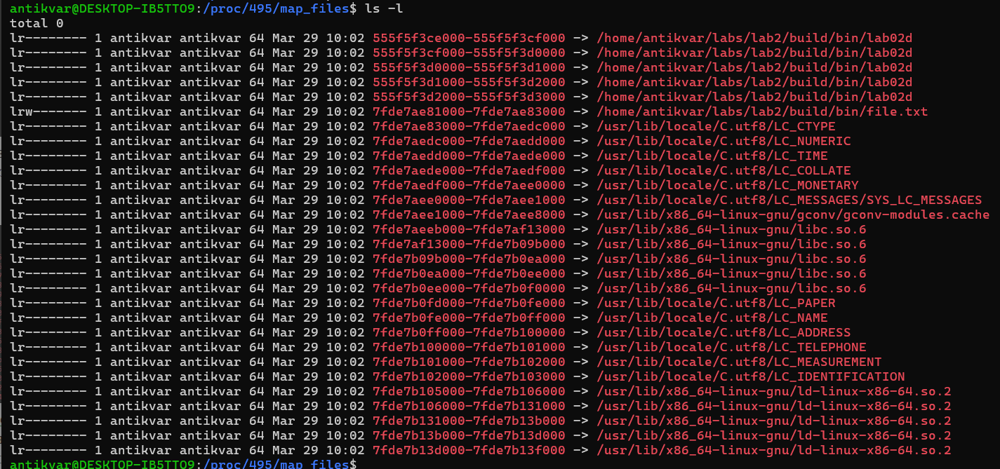 antikvar@DESKTOP-IB5TTO9:/proc/495/map_files$ ls -l
total 0
lr-------- 1 antikvar antikvar 64 Mar 29 10:02 555f5f3ce000-555f5f3cf000 -> /home/antikvar/labs/lab2/build/bin/lab02d
lr-------- 1 antikvar antikvar 64 Mar 29 10:02 555f5f3cf000-555f5f3d0000 -> /home/antikvar/labs/lab2/build/bin/lab02d
lr-------- 1 antikvar antikvar 64 Mar 29 10:02 555f5f3d0000-555f5f3d1000 -> /home/antikvar/labs/lab2/build/bin/lab02d
lr-------- 1 antikvar antikvar 64 Mar 29 10:02 555f5f3d1000-555f5f3d2000 -> /home/antikvar/labs/lab2/build/bin/lab02d
lr-------- 1 antikvar antikvar 64 Mar 29 10:02 555f5f3d2000-555f5f3d3000 -> /home/antikvar/labs/lab2/build/bin/lab02d
lrw------- 1 antikvar antikvar 64 Mar 29 10:02 7fde7ae81000-7fde7ae83000 -> /home/antikvar/labs/lab2/build/bin/file.txt
lr-------- 1 antikvar antikvar 64 Mar 29 10:02 7fde7ae83000-7fde7aedc000 -> /usr/lib/locale/C.utf8/LC_CTYPE
lr-------- 1 antikvar antikvar 64 Mar 29 10:02 7fde7aedc000-7fde7aedd000 -> /usr/lib/locale/C.utf8/LC_NUMERIC
lr-------- 1 antikvar antikvar 64 Mar 29 10:02 7fde7aedd000-7fde7aede000 -> /usr/lib/locale/C.utf8/LC_TIME
lr-------- 1 antikvar antikvar 64 Mar 29 10:02 7fde7aede000-7fde7aedf000 -> /usr/lib/locale/C.utf8/LC_COLLATE
lr-------- 1 antikvar antikvar 64 Mar 29 10:02 7fde7aedf000-7fde7aee0000 -> /usr/lib/locale/C.utf8/LC_MONETARY
lr-------- 1 antikvar antikvar 64 Mar 29 10:02 7fde7aee0000-7fde7aee1000 -> /usr/lib/locale/C.utf8/LC_MESSAGES/SYS_LC_MESSAGES
lr-------- 1 antikvar antikvar 64 Mar 29 10:02 7fde7aee1000-7fde7aee8000 -> /usr/lib/x86_64-linux-gnu/gconv/gconv-modules.cache
lr-------- 1 antikvar antikvar 64 Mar 29 10:02 7fde7aeeb000-7fde7af13000 -> /usr/lib/x86_64-linux-gnu/libc.so.6
lr-------- 1 antikvar antikvar 64 Mar 29 10:02 7fde7af13000-7fde7b09b000 -> /usr/lib/x86_64-linux-gnu/libc.so.6
lr-------- 1 antikvar antikvar 64 Mar 29 10:02 7fde7b09b000-7fde7b0ea000 -> /usr/lib/x86_64-linux-gnu/libc.so.6
lr-------- 1 antikvar antikvar 64 Mar 29 10:02 7fde7b0ea000-7fde7b0ee000 -> /usr/lib/x86_64-linux-gnu/libc.so.6
lr-------- 1 antikvar antikvar 64 Mar 29 10:02 7fde7b0ee000-7fde7b0f0000 -> /usr/lib/x86_64-linux-gnu/libc.so.6
lr-------- 1 antikvar antikvar 64 Mar 29 10:02 7fde7b0fd000-7fde7b0fe000 -> /usr/lib/locale/C.utf8/LC_PAPER
lr-------- 1 antikvar antikvar 64 Mar 29 10:02 7fde7b0fe000-7fde7b0ff000 -> /usr/lib/locale/C.utf8/LC_NAME
lr-------- 1 antikvar antikvar 64 Mar 29 10:02 7fde7b0ff000-7fde7b100000 -> /usr/lib/locale/C.utf8/LC_ADDRESS
lr-------- 1 antikvar antikvar 64 Mar 29 10:02 7fde7b100000-7fde7b101000 -> /usr/lib/locale/C.utf8/LC_TELEPHONE
lr-------- 1 antikvar antikvar 64 Mar 29 10:02 7fde7b101000-7fde7b102000 -> /usr/lib/locale/C.utf8/LC_MEASUREMENT
lr-------- 1 antikvar antikvar 64 Mar 29 10:02 7fde7b102000-7fde7b103000 -> /usr/lib/locale/C.utf8/LC_IDENTIFICATION
lr-------- 1 antikvar antikvar 64 Mar 29 10:02 7fde7b105000-7fde7b106000 -> /usr/lib/x86_64-linux-gnu/ld-linux-x86-64.so.2
lr-------- 1 antikvar antikvar 64 Mar 29 10:02 7fde7b106000-7fde7b131000 -> /usr/lib/x86_64-linux-gnu/ld-linux-x86-64.so.2
lr-------- 1 antikvar antikvar 64 Mar 29 10:02 7fde7b131000-7fde7b13b000 -> /usr/lib/x86_64-linux-gnu/ld-linux-x86-64.so.2
lr-------- 1 antikvar antikvar 64 Mar 29 10:02 7fde7b13b000-7fde7b13d000 -> /usr/lib/x86_64-linux-gnu/ld-linux-x86-64.so.2
lr-------- 1 antikvar antikvar 64 Mar 29 10:02 7fde7b13d000-7fde7b13f000 -> /usr/lib/x86_64-linux-gnu/ld-linux-x86-64.so.2
antikvar@DESKTOP-IB5TTO9:/proc/495/map_files$